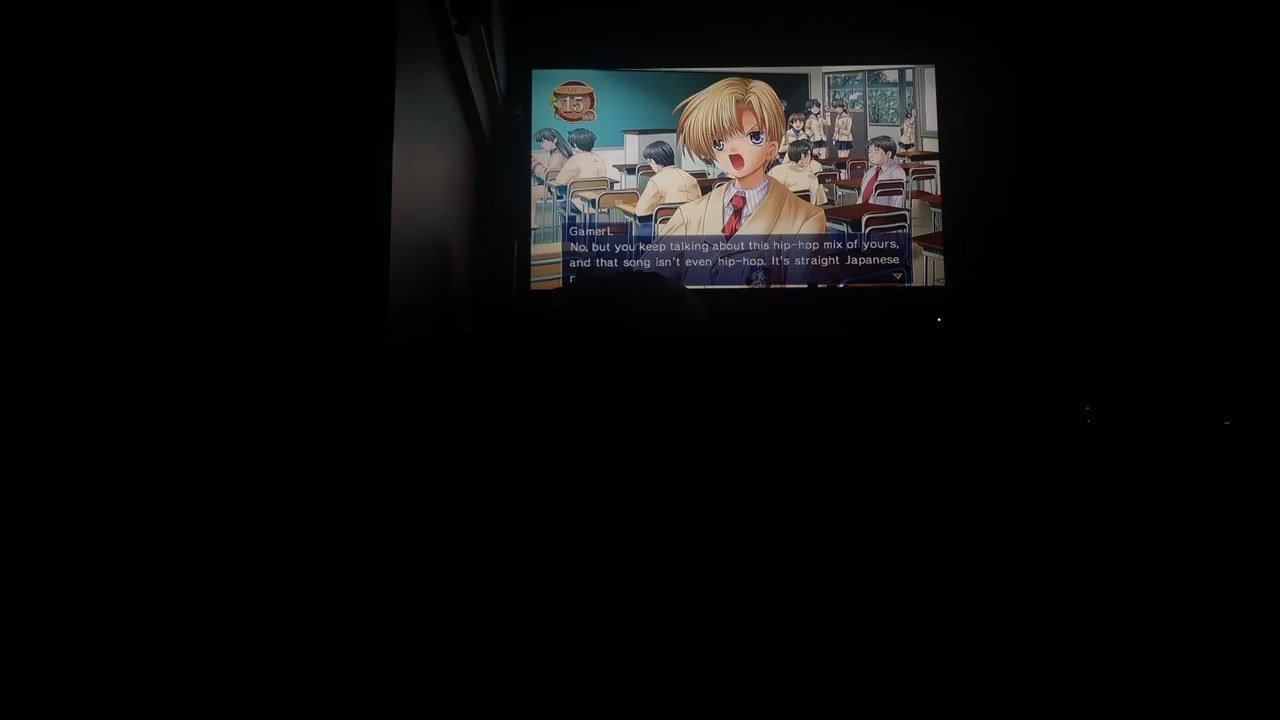 15
GamerL
No, but you keep talking about this hip-hop mix of yours,
and that song isn't even hip-hop. It's straight Japanese
r